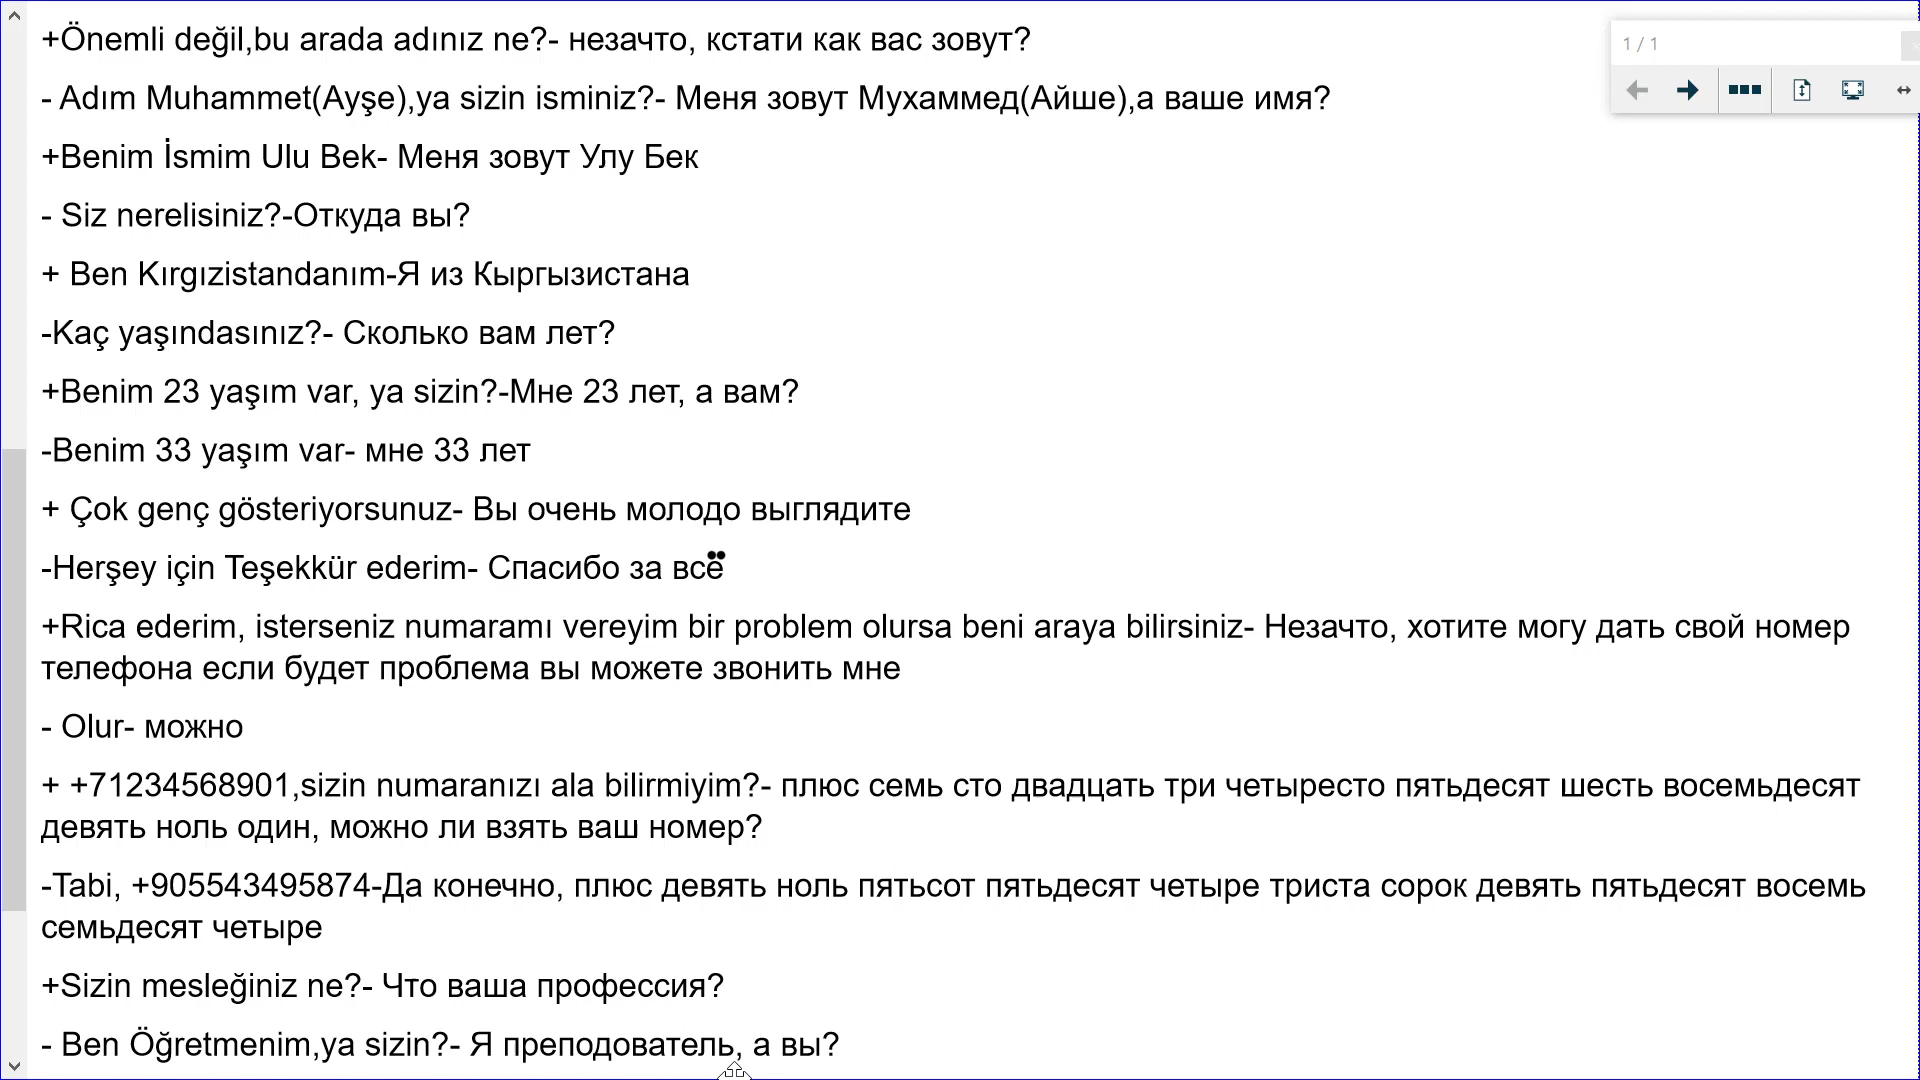 +Önemli değil,bu arada adınız ne?- незачто, кстати как вас зовут?
1 / 1
- Adım Muhammet(Ayşe),ya sizin isminiz?- Меня зовут Мухаммед(Айше),а ваше имя?
+Benim İsmim Ulu Bek- Меня зовут Улу Бек
- Siz nerelisiniz?-Откуда вы?
+ Ben Kırgızistandanım-Я из Кыргызистана
-Kaç yaşındasınız?- Сколько вам лет?
+Benim 23 yaşım var, ya sizin?-Мне 23 лет, а вам?
-Benim 33 yaşım var- мне 33 лет
+ Çok genç gösteriyorsunuz- Вы очень молодо выглядите
-Herşey için Teşekkür ederim- Спасибо за всё
+Rica ederim, isterseniz numaramı vereyim bir problem olursa beni araya bilirsiniz- Незачто, хотите могу дать свой номер
телефона если будет проблема вы можете звонить мне
- Olur- можно
+ +71234568901,sizin numaranızı ala bilirmiyim?- плюс семь сто двадцать три четыресто пятьдесят шесть восемьдесят
девять ноль один, можно ли взять ваш номер?
-Tabi, +905543495874-Да конечно, плюс девять ноль пятьсот пятьдесят четыре триста сорок девять пятьдесят восемь
семьдесят четыре
+Sizin mesleğiniz ne?- Что ваша профессия?
- Ben Öğretmenim,ya sizin?- Я преподователь, а вы?